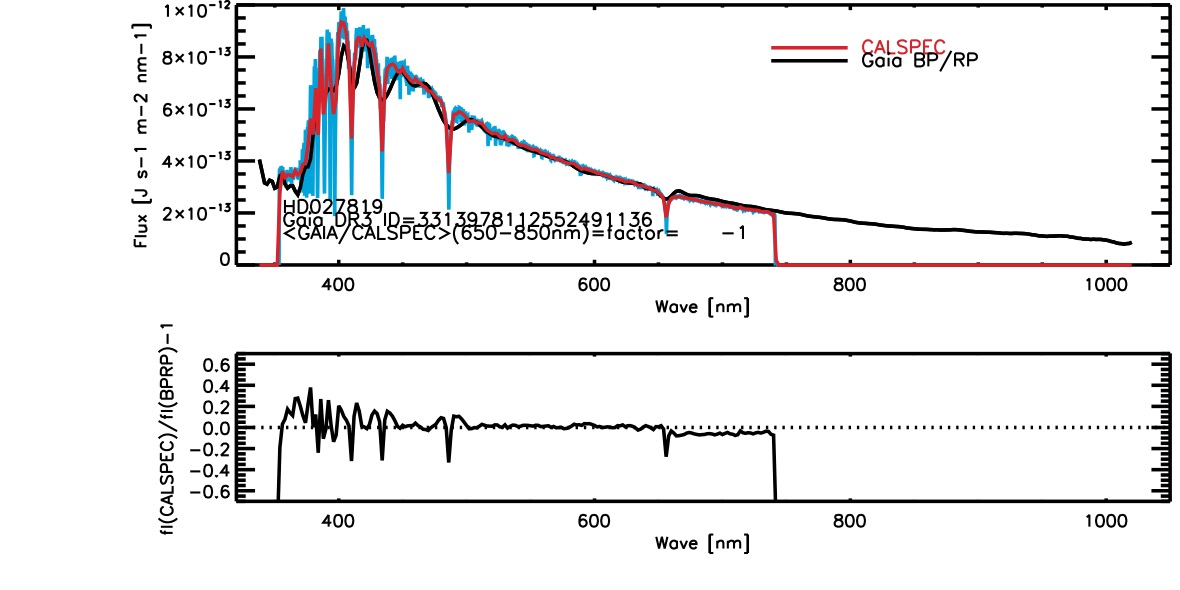 1×10−12
8×10−13
6×10−13
4×10−13
2×10−13
0
Flux [J s−1 m−2 nm−1]
CALSPEC
Gaia BP/RP
HD027819
Gaia DR3 ID=3313978112552491136
<GAIA/CALSPEC>(650−850nm)=factor= −1
400 600 800 1000
Wave [nm]
fl(CALSPEC)/fl(BPRP)−1
0.6
0.4
0.2
0.0
−0.2
−0.4
−0.6
400 600 800 1000
Wave [nm]